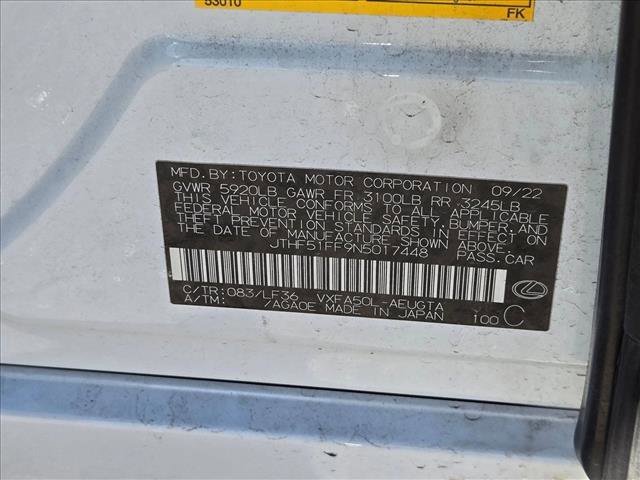 53010
FK
MFD.BY:TOYOTA MOTOR CORPORATION 09/22
GVWR 5920LB GAWR FR 3100LB RR 3245LB
THIS VEHICLE CONFORMS TO ALL APPLICABLE
FEDERAL MOTOR VEHICLE SAFETY,BUMPER,AND
THEFT PREVENTION STANDARDS IN EFFECT ON
THE DATE OF MANUFACTURE SHOWN ABOVE.
JTHF51FF9N5017448 PASS.CAR
C/TR:083/LF36 VXFA50L-AEUGTA
A/TM: /AGA0E MADE IN JAPAN 100 C